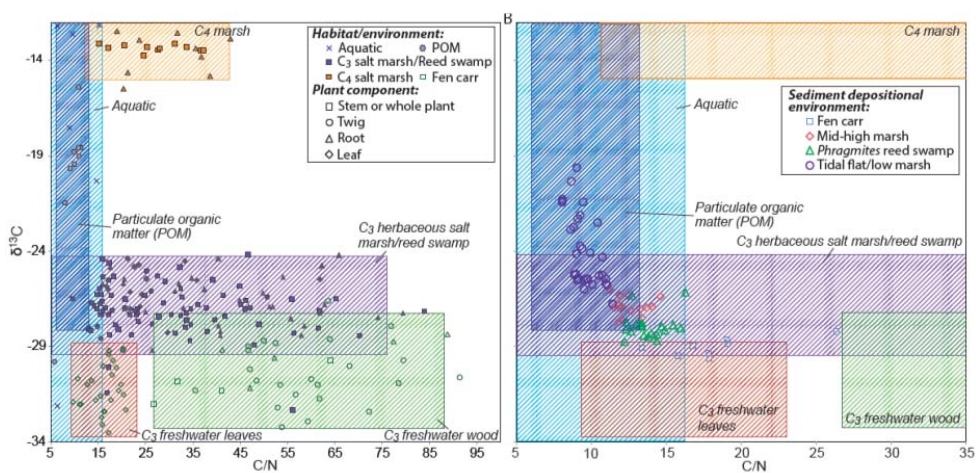 B
C4 marsh
C4 marsh
Habitat/environment:
Aquatic
POM
C3 salt marsh/Reed swamp
C4 salt marsh
Fen carr
Plant component:
Stem or whole plant
Twig
Root
Leaf
Aquatic
Particulate organic
matter (POM)
C3 herbaceous salt
marsh/reed swamp
C3 freshwater leaves
C3 freshwater wood
δ13C
-14
-19
-24
-29
-34
5
15
25
35
45
55
65
75
85
95
C/N
Aquatic
Sediment depositional
environment:
Fen carr
Mid-high marsh
Phragmites reed swamp
Tidal flat/low marsh
Particulate organic
matter (POM)
C3 herbaceous salt marsh/reed swamp
C3 freshwater
leaves
C3 freshwater wood
5
10
15
20
25
30
35
C/N